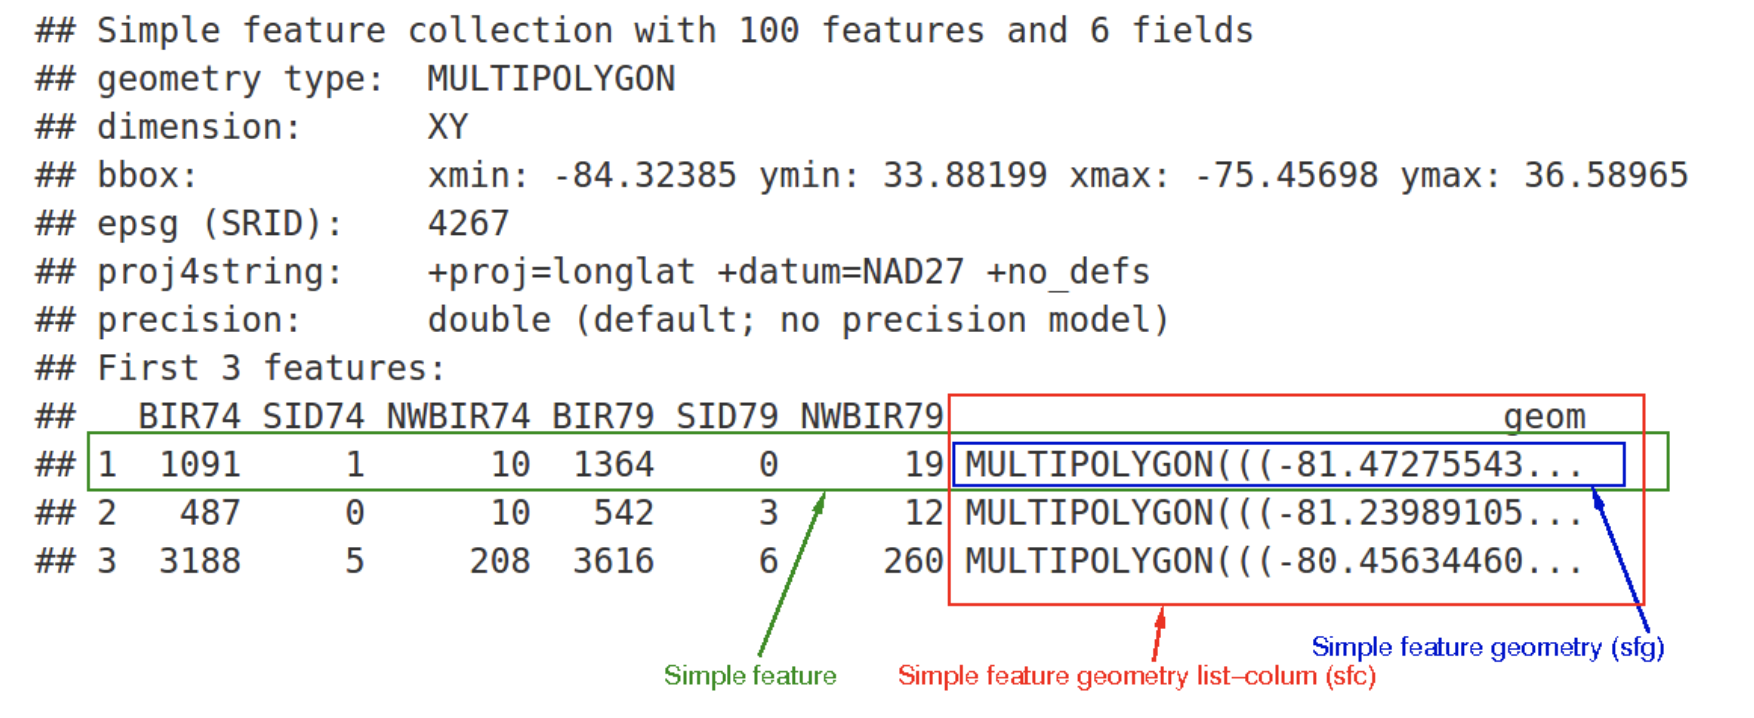 ## Simple feature collection with 100 features and 6 fields
## geometry type:  MULTIPOLYGON
## dimension:      XY
## bbox:           xmin: -84.32385 ymin: 33.88199 xmax: -75.45698 ymax: 36.58965
## epsg (SRID):    4267
## proj4string:    +proj=longlat +datum=NAD27 +no_defs
## precision:      double (default; no precision model)
## First 3 features:
##   BIR74 SID74 NWBIR74 BIR79 SID79 NWBIR79                           geom
## 1  1091     1      10  1364     0      19 MULTIPOLYGON(((-81.47275543...
## 2   487     0      10   542     3      12 MULTIPOLYGON(((-81.23989105...
## 3  3188     5     208  3616     6     260 MULTIPOLYGON(((-80.45634460...
Simple feature geometry (sfg)
Simple feature
Simple feature geometry list–colum (sfc)